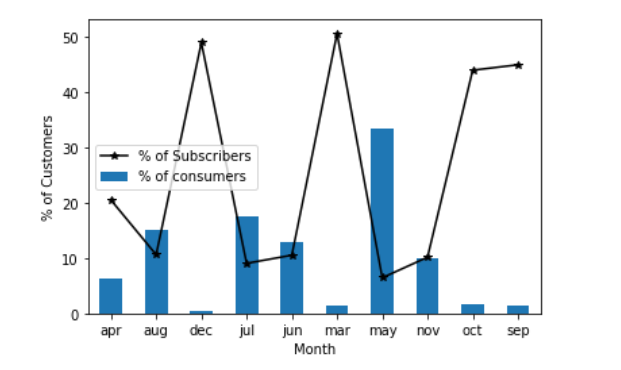 50
40
30
20
10
0
% of Customers
% of Subscribers
% of consumers
apr aug dec jul jun mar may nov oct sep
Month